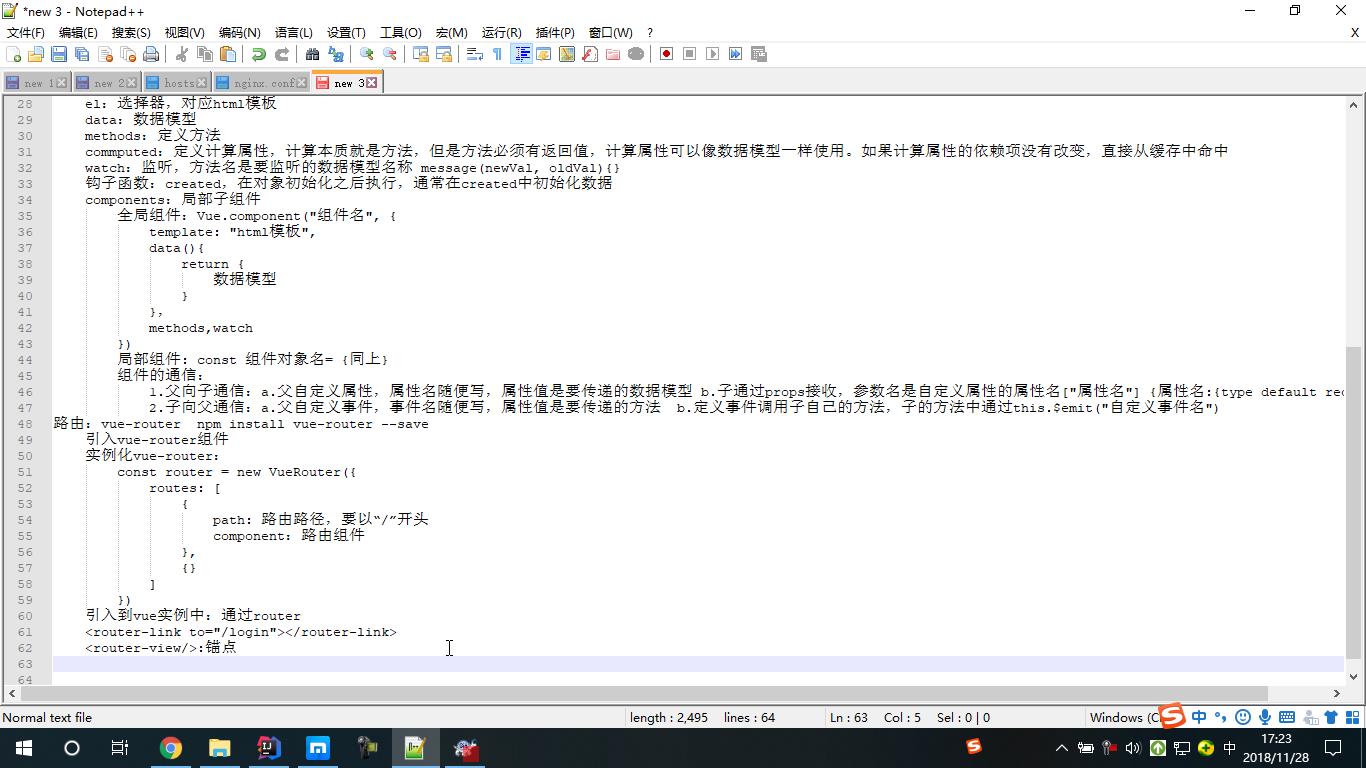 *new 3 - Notepad++
文件(F) 编辑(E) 搜索(S) 视图(V) 编码(N) 语言(L) 设置(T) 工具(O) 宏(M) 运行(R) 插件(P) 窗口(W) ? X
new 1 new 2 hosts nginx.conf new 3
28 el: 选择器，对应html模板
29 data: 数据模型
30 methods: 定义方法
31 commputed: 定义计算属性，计算本质就是方法，但是方法必须有返回值，计算属性可以像数据模型一样使用。如果计算属性的依赖项没有改变，直接从缓存中命中
32 watch: 监听，方法名是要监听的数据模型名称 message(newVal, oldVal){}
33 钩子函数: created，在对象初始化之后执行，通常在created中初始化数据
34 components: 局部子组件
35 全局组件: Vue.component("组件名", {
36 template: "html模板",
37 data(){
38 return {
39 数据模型
40 }
41 },
42 methods,watch
43 })
44 局部组件: const 组件对象名= {同上}
45 组件的通信:
46 1.父向子通信: a.父自定义属性，属性名随便写，属性值是要传递的数据模型 b.子通过props接收，参数名是自定义属性的属性名["属性名"] {属性名:{type default re
47 2.子向父通信: a.父自定义事件，事件名随便写，属性值是要传递的方法 b.定义事件调用子自己的方法，子的方法中通过this.$emit("自定义事件名")
48 路由: vue-router npm install vue-router --save
49 引入vue-router组件
50 实例化vue-router:
51 const router = new VueRouter({
52 routes: [
53 {
54 path: 路由路径，要以“/”开头
55 component: 路由组件
56 },
57 {}
58 ]
59 })
60 引入到vue实例中: 通过router
61 <router-link to="/login"></router-link>
62 <router-view/>:锚点
63
64
Normal text file length : 2,495 lines : 64 Ln : 63 Col : 5 Sel : 0 | 0 Windows (C 中
中 17:23
2018/11/28